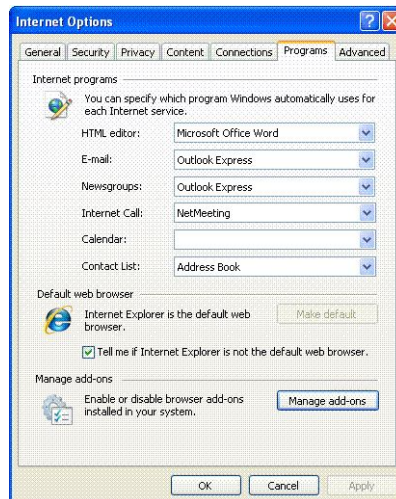 Internet Options
General Security Privacy Content Connections Programs Advanced
Internet programs
You can specify which program Windows automatically uses for
each Internet service.
HTML editor: Microsoft Office Word
E-mail: Outlook Express
Newsgroups: Outlook Express
Internet Call: NetMeeting
Calendar:
Contact List: Address Book
Default web browser
Internet Explorer is the default web
browser.
Make default
Tell me if Internet Explorer is not the default web browser.
Manage add-ons
Enable or disable browser add-ons
installed in your system.
Manage add-ons
OK Cancel Apply